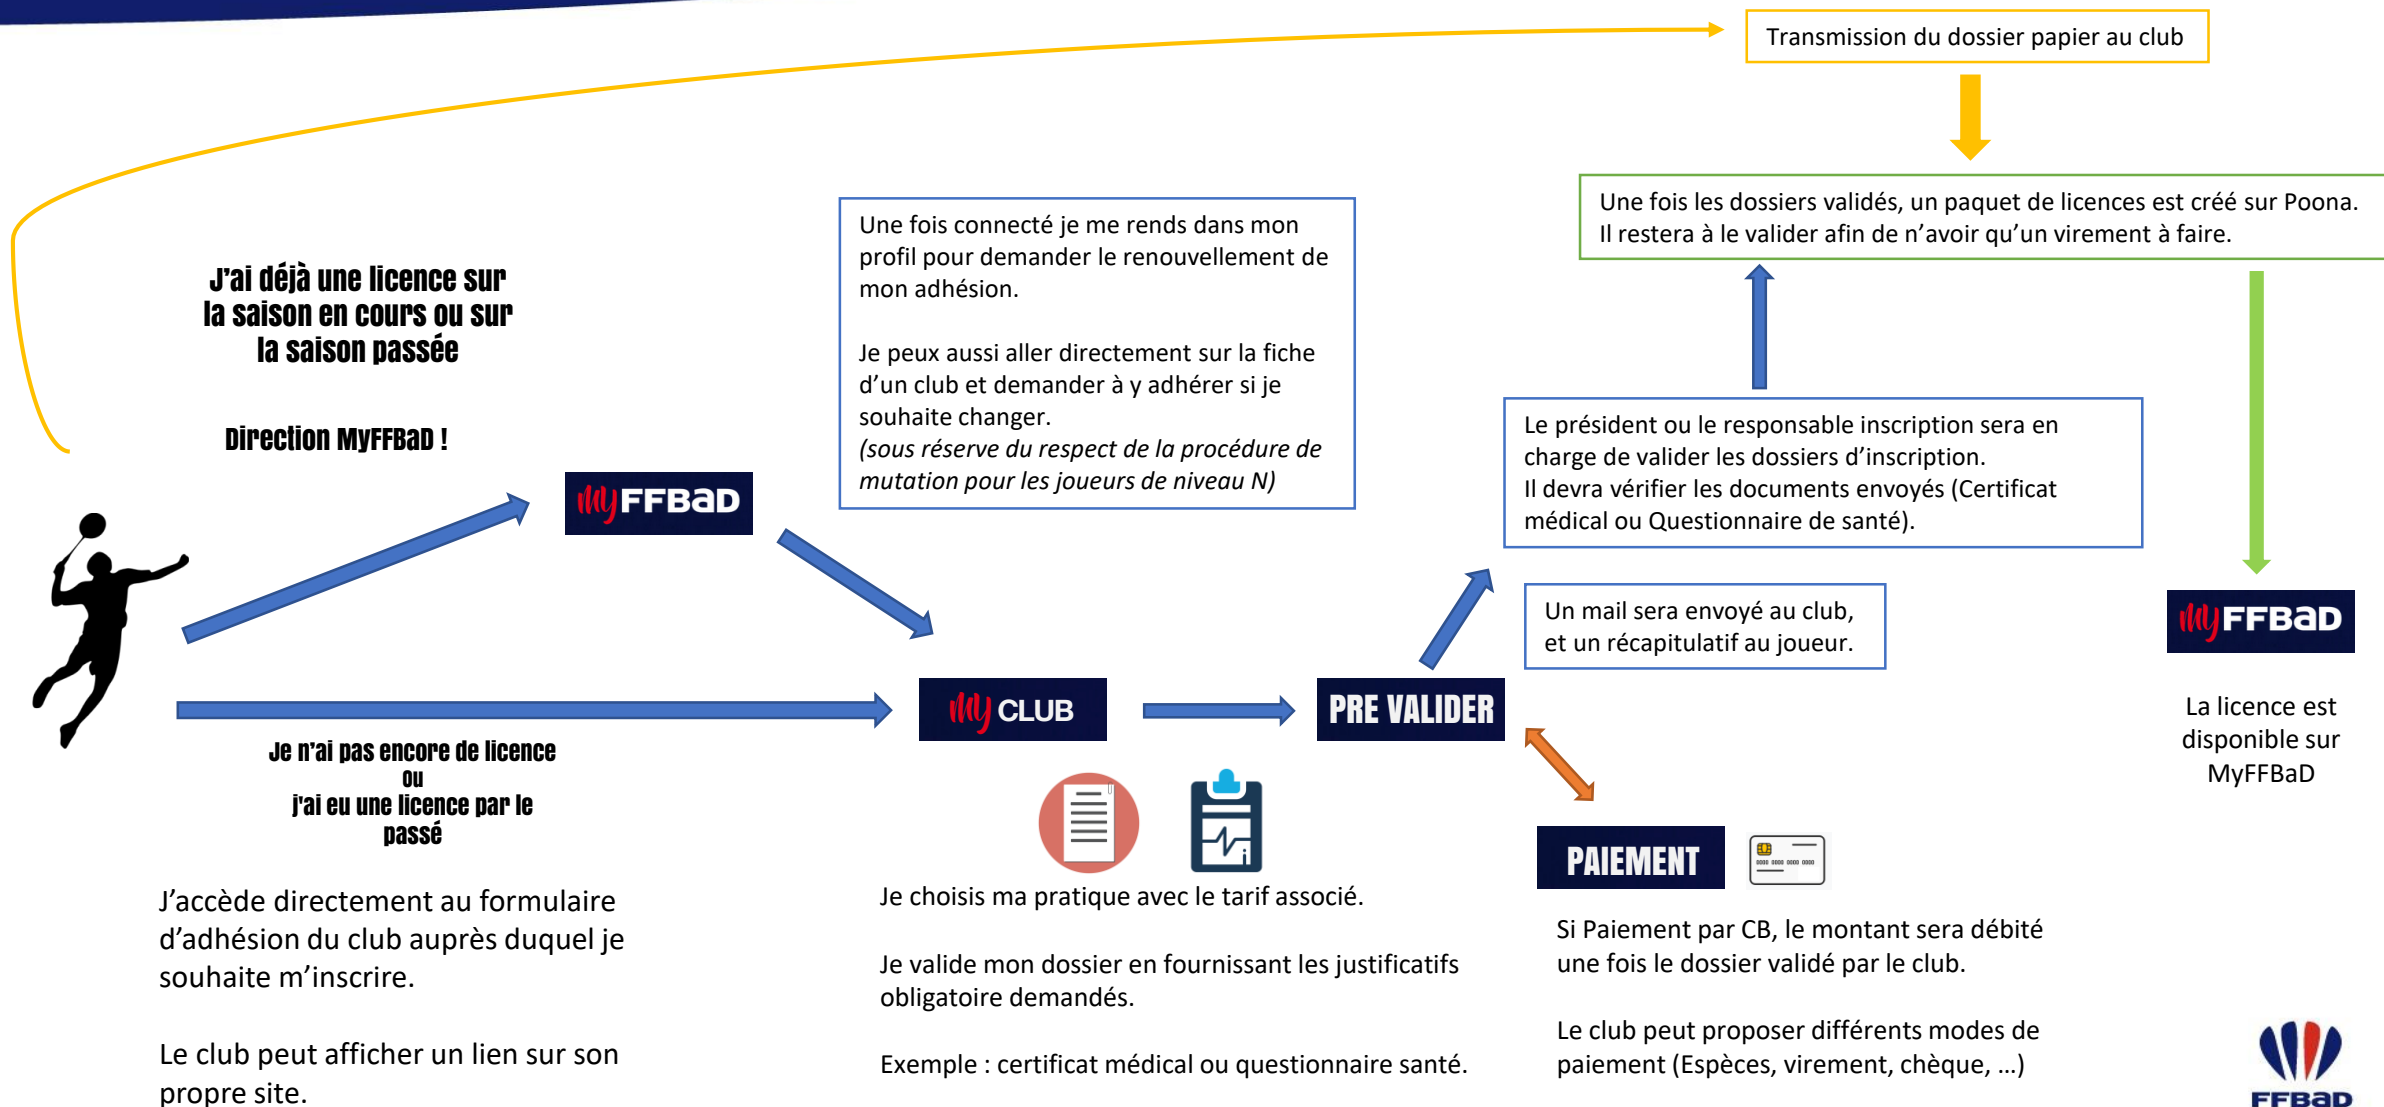 Transmission du dossier papier au club
Une fois les dossiers validés, un paquet de licences est créé sur Poona.
Il restera à le valider afin de n’avoir qu’un virement à faire.
J’ai déjà une licence sur
la saison en cours ou sur
la saison passée
Direction MyFFBaD !
Une fois connecté je me rends dans mon
profil pour demander le renouvellement de
mon adhésion.
Je peux aussi aller directement sur la fiche
d’un club et demander à y adhérer si je
souhaite changer.
(sous réserve du respect de la procédure de
mutation pour les joueurs de niveau N)
MyFFBaD
Le président ou le responsable inscription sera en
charge de valider les dossiers d’inscription.
Il devra vérifier les documents envoyés (Certificat
médical ou Questionnaire de santé).
Un mail sera envoyé au club,
et un récapitulatif au joueur.
MyFFBaD
La licence est
disponible sur
MyFFBaD
My CLUB
PRE VALIDER
Je n’ai pas encore de licence
ou
j'ai eu une licence par le
passé
J’accède directement au formulaire
d’adhésion du club auprès duquel je
souhaite m’inscrire.
Le club peut afficher un lien sur son
propre site.
Je choisis ma pratique avec le tarif associé.
Je valide mon dossier en fournissant les justificatifs
obligatoire demandés.
Exemple : certificat médical ou questionnaire santé.
PAIEMENT
0000 0000 0000 0000
Si Paiement par CB, le montant sera débité
une fois le dossier validé par le club.
Le club peut proposer différents modes de
paiement (Espèces, virement, chèque, …)
FFBaD